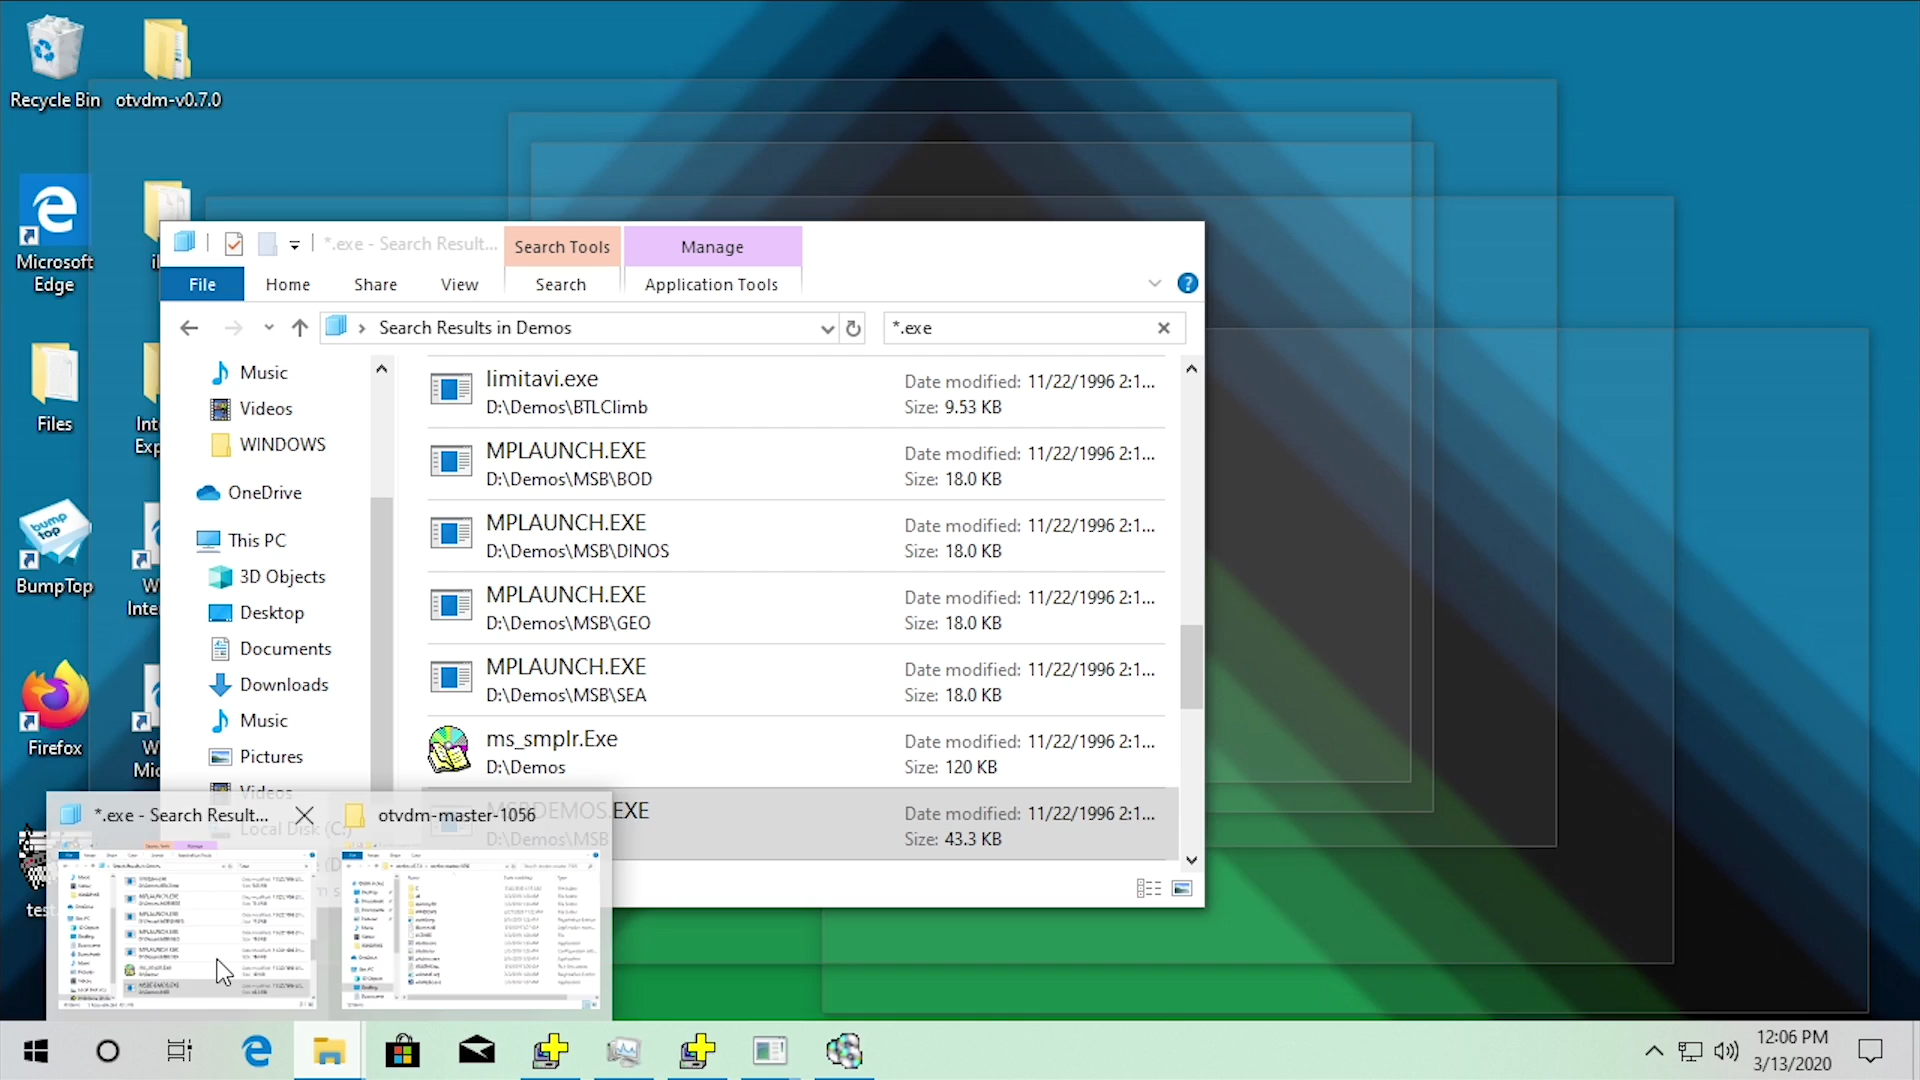 Recycle Bin
otvdm-v0.7.0
Microsoft
Edge
Files
BumpTop
Firefox
*.exe - Search Result...
Search Tools
Manage
File
Home
Share
View
Search
Application Tools
Search Results in Demos
*.exe
Music
Videos
WINDOWS
OneDrive
This PC
3D Objects
Desktop
Documents
Downloads
Music
Pictures
Videos
Local Disk (C:)
limitavi.exe
D:\Demos\BTLClimb
Date modified: 11/22/1996 2:1...
Size: 9.53 KB
MPLAUNCH.EXE
D:\Demos\MSB\BOD
Date modified: 11/22/1996 2:1...
Size: 18.0 KB
MPLAUNCH.EXE
D:\Demos\MSB\DINOS
Date modified: 11/22/1996 2:1...
Size: 18.0 KB
MPLAUNCH.EXE
D:\Demos\MSB\GEO
Date modified: 11/22/1996 2:1...
Size: 18.0 KB
MPLAUNCH.EXE
D:\Demos\MSB\SEA
Date modified: 11/22/1996 2:1...
Size: 18.0 KB
ms_smplr.Exe
D:\Demos
Date modified: 11/22/1996 2:1...
Size: 120 KB
MSBDEMOS.EXE
D:\Demos\MSB
Date modified: 11/22/1996 2:1...
Size: 43.3 KB
*.exe - Search Result...
otvdm-master-1056
12:06 PM
3/13/2020